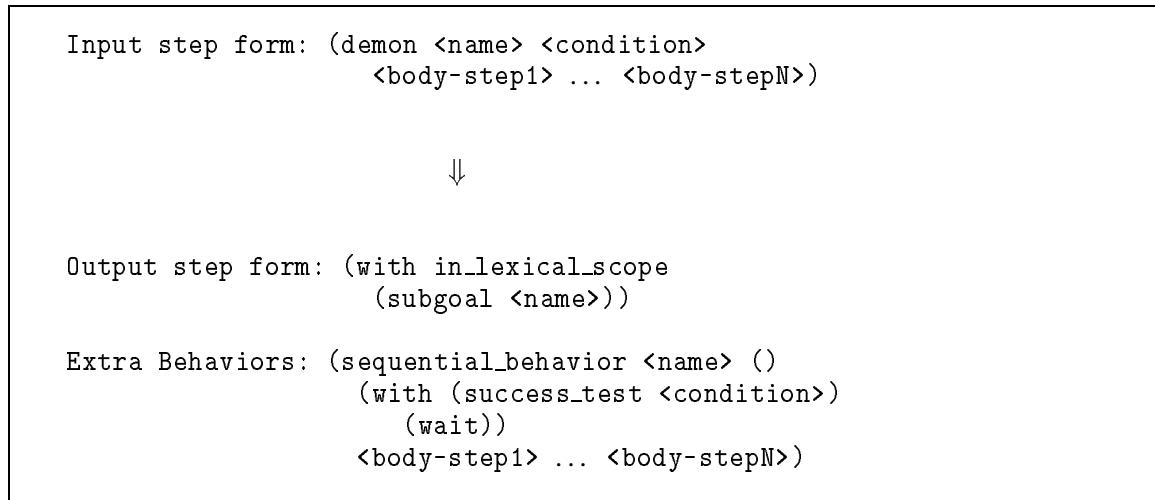 Input step form: (demon <name> <condition>
<body-step1> ... <body-stepN>)
⇓
Output step form: (with in_lexical_scope
(subgoal <name>))
Extra Behaviors: (sequential_behavior <name> ()
(with (success_test <condition>)
(wait))
<body-step1> ... <body-stepN>)